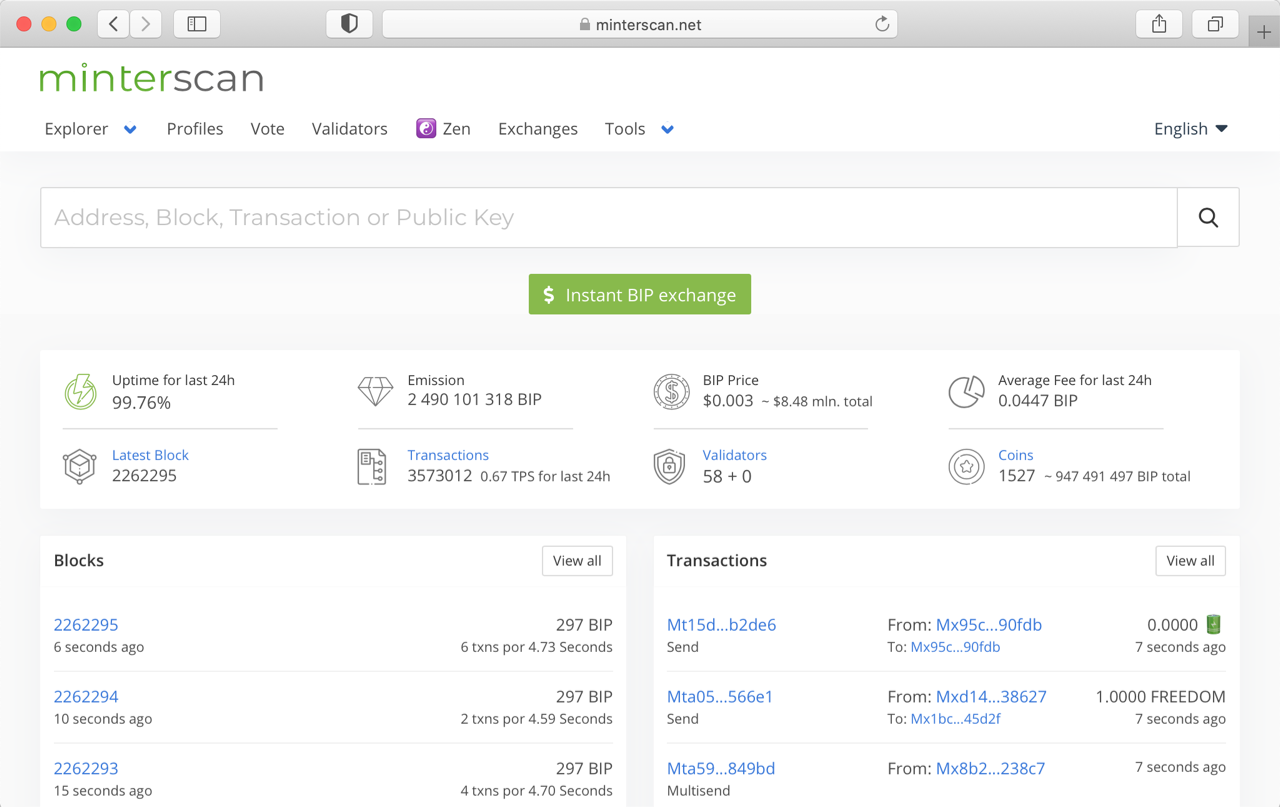 minterscan.net
minterscan
Explorer Profiles Vote Validators Zen Exchanges Tools English
Address, Block, Transaction or Public Key
$ Instant BIP exchange
Uptime for last 24h
99.76%
Emission
2 490 101 318 BIP
BIP Price
$0.003 ~ $8.48 mln. total
Average Fee for last 24h
0.0447 BIP
Latest Block
2262295
Transactions
3573012 0.67 TPS for last 24h
Validators
58 + 0
Coins
1527 ~ 947 491 497 BIP total
Blocks View all
2262295 297 BIP
6 seconds ago 6 txns por 4.73 Seconds
2262294 297 BIP
10 seconds ago 2 txns por 4.59 Seconds
2262293 297 BIP
15 seconds ago 4 txns por 4.70 Seconds
Transactions View all
Mt15d...b2de6 From: Mx95c...90fdb 0.0000
Send To: Mx95c...90fdb 7 seconds ago
Mta05...566e1 From: Mxd14...38627 1.0000 FREEDOM
Send To: Mx1bc...45d2f 7 seconds ago
Mta59...849bd From: Mx8b2...238c7 7 seconds ago
Multisend